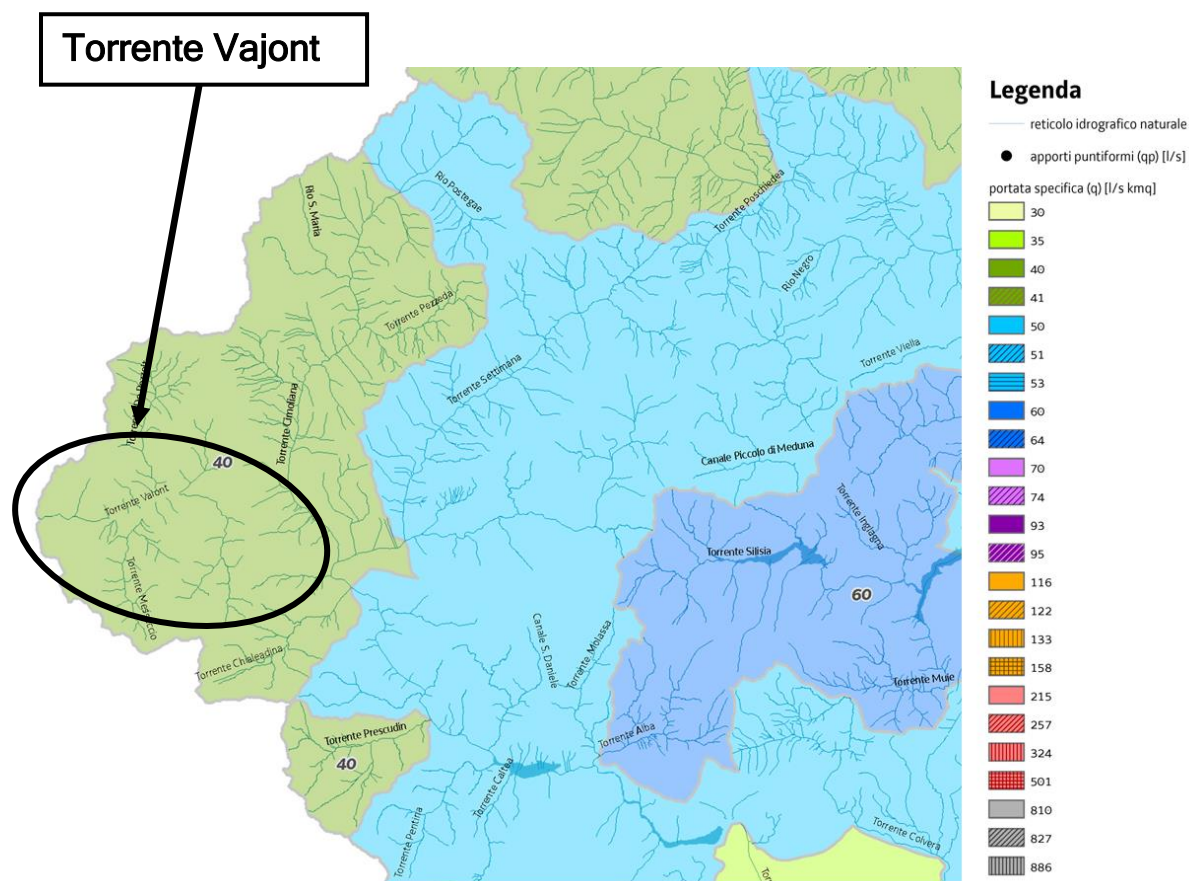 Torrente Vajont
Legenda
reticolo idrografico naturale
apporti puntiformi (qp) [l/s]
portata specifica (q) [l/s kmq]
30
35
40
41
50
51
53
60
64
70
74
93
95
116
122
133
158
215
257
324
501
810
827
886
Rio S. Maria
Rio Postegae
Torrente Poschiedea
Rio Negro
Torrente Pezzeda
Torrente Settimana
Torrente Viella
Torrente Cimoliana
40
Canale Piccolo di Meduna
Torrente Vaiont
Torrente Inglagna
Torrente Silisia
60
Torrente Mesaccio
Canale S. Daniele
Torrente Molassa
Torrente Chialeadina
Torrente Muie
Torrente Prescudin
40
Torrente Alba
Torrente Caltea
Torrente Pentina
Torrente Colvera
Tor